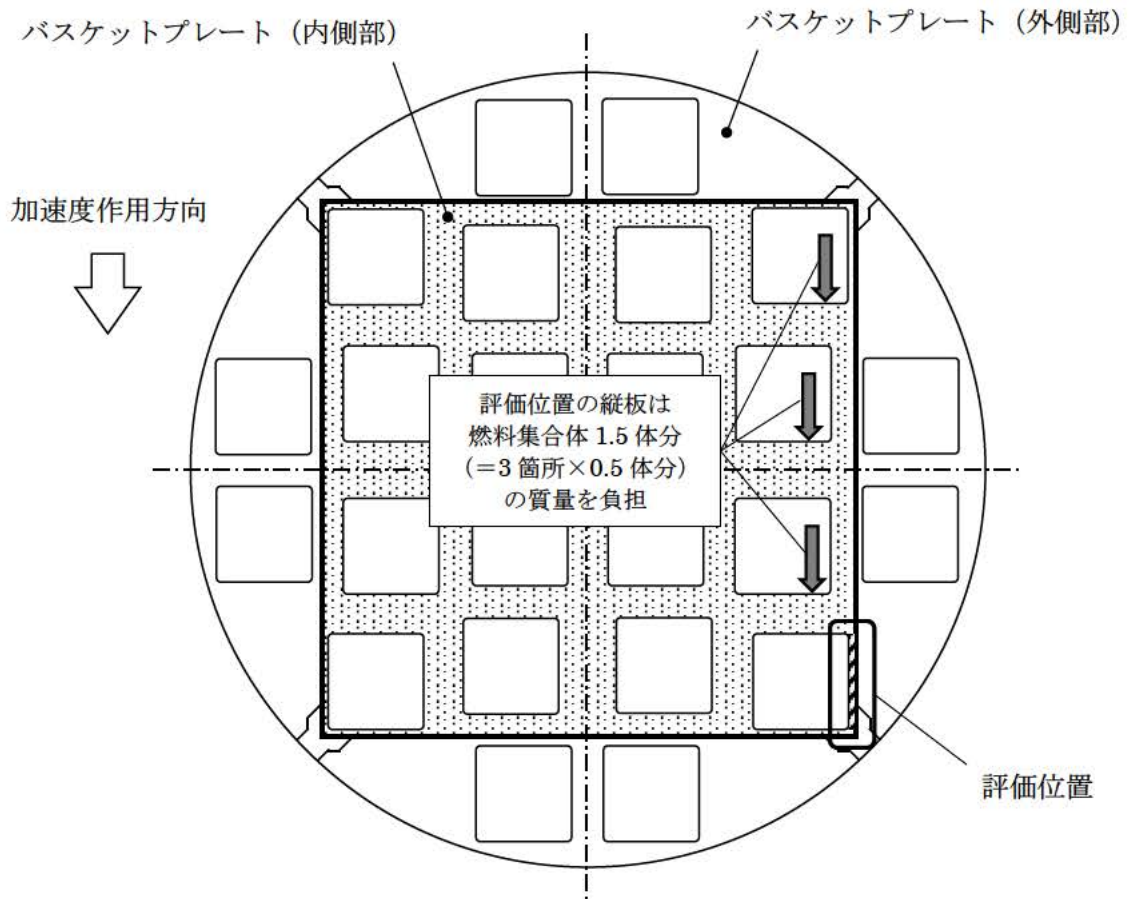 バスケットプレート（内側部）
バスケットプレート（外側部）
加速度作用方向
評価位置の縦板は
燃料集合体 1.5 体分
（＝3 箇所×0.5 体分）
の質量を負担
評価位置